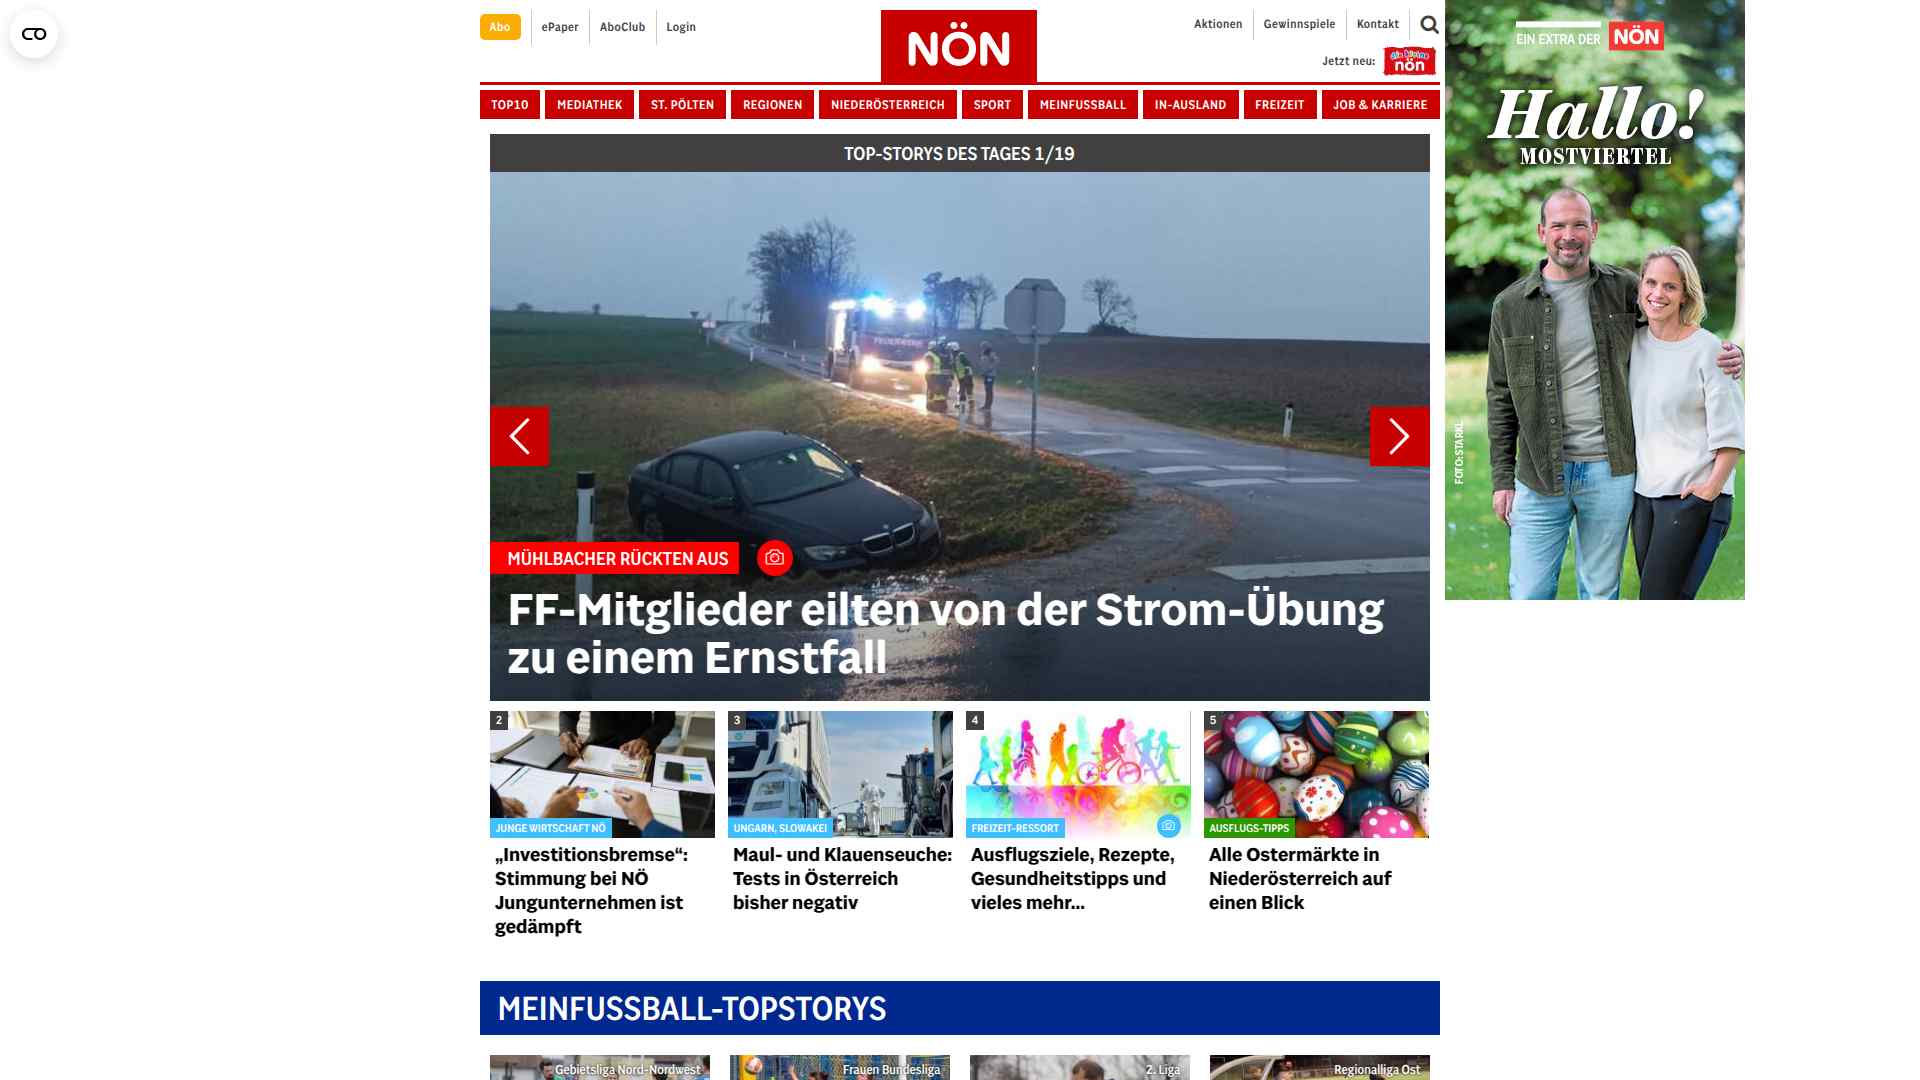 Abo
ePaper
AboClub
Login
NÖN
Aktionen
Gewinnspiele
Kontakt
Jetzt neu:
die kleine
nön
TOP10
MEDIATHEK
ST. PÖLTEN
REGIONEN
NIEDERÖSTERREICH
SPORT
MEINFUSSBALL
IN-AUSLAND
FREIZEIT
JOB & KARRIERE
EIN EXTRA DER NÖN
Hallo!
MOSTVIERTEL
FOTO: STARKL
TOP-STORYS DES TAGES 1/19
FEUERWEHR
MÜHLBACHER RÜCKTEN AUS
FF-Mitglieder eilten von der Strom-Übung
zu einem Ernstfall
2
JUNGE WIRTSCHAFT NÖ
„Investitionsbremse“:
Stimmung bei NÖ
Jungunternehmen ist
gedämpft
3
UNGARN, SLOWAKEI
Maul- und Klauenseuche:
Tests in Österreich
bisher negativ
4
FREIZEIT-RESSORT
Ausflugsziele, Rezepte,
Gesundheitstipps und
vieles mehr...
5
AUSFLUGS-TIPPS
Alle Ostermärkte in
Niederösterreich auf
einen Blick
MEINFUSSBALL-TOPSTORYS
Gebietsliga Nord-Nordwest
Frauen Bundesliga
2. Liga
Regionalliga Ost